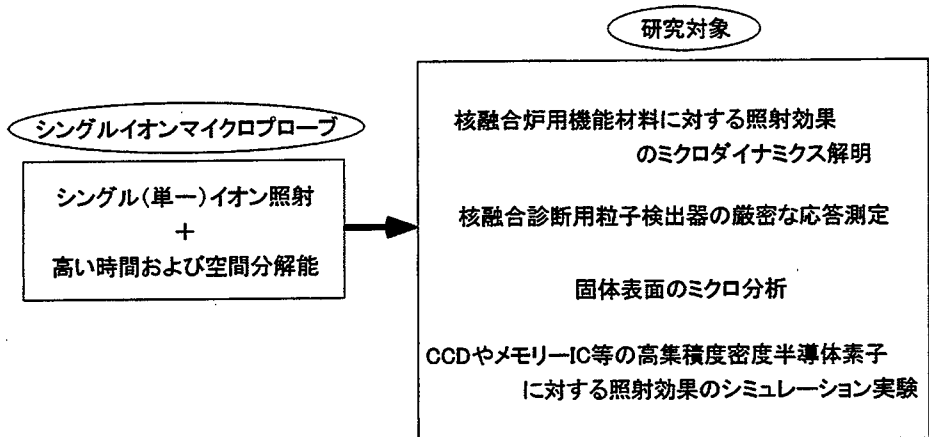 シングルイオンマイクロプローブ
シングル(単一)イオン照射
+
高い時間および空間分解能
研究対象
核融合炉用機能材料に対する照射効果
のミクロダイナミクス解明
核融合診断用粒子検出器の厳密な応答測定
固体表面のミクロ分析
CCDやメモリーIC等の高集積度密度半導体素子
に対する照射効果のシミュレーション実験